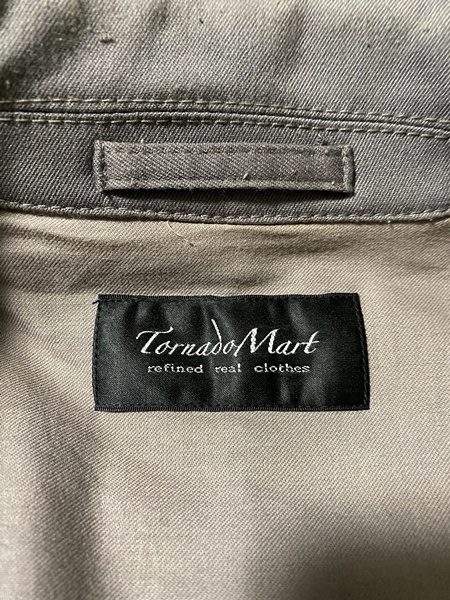 TornadoMart
refined real clothes